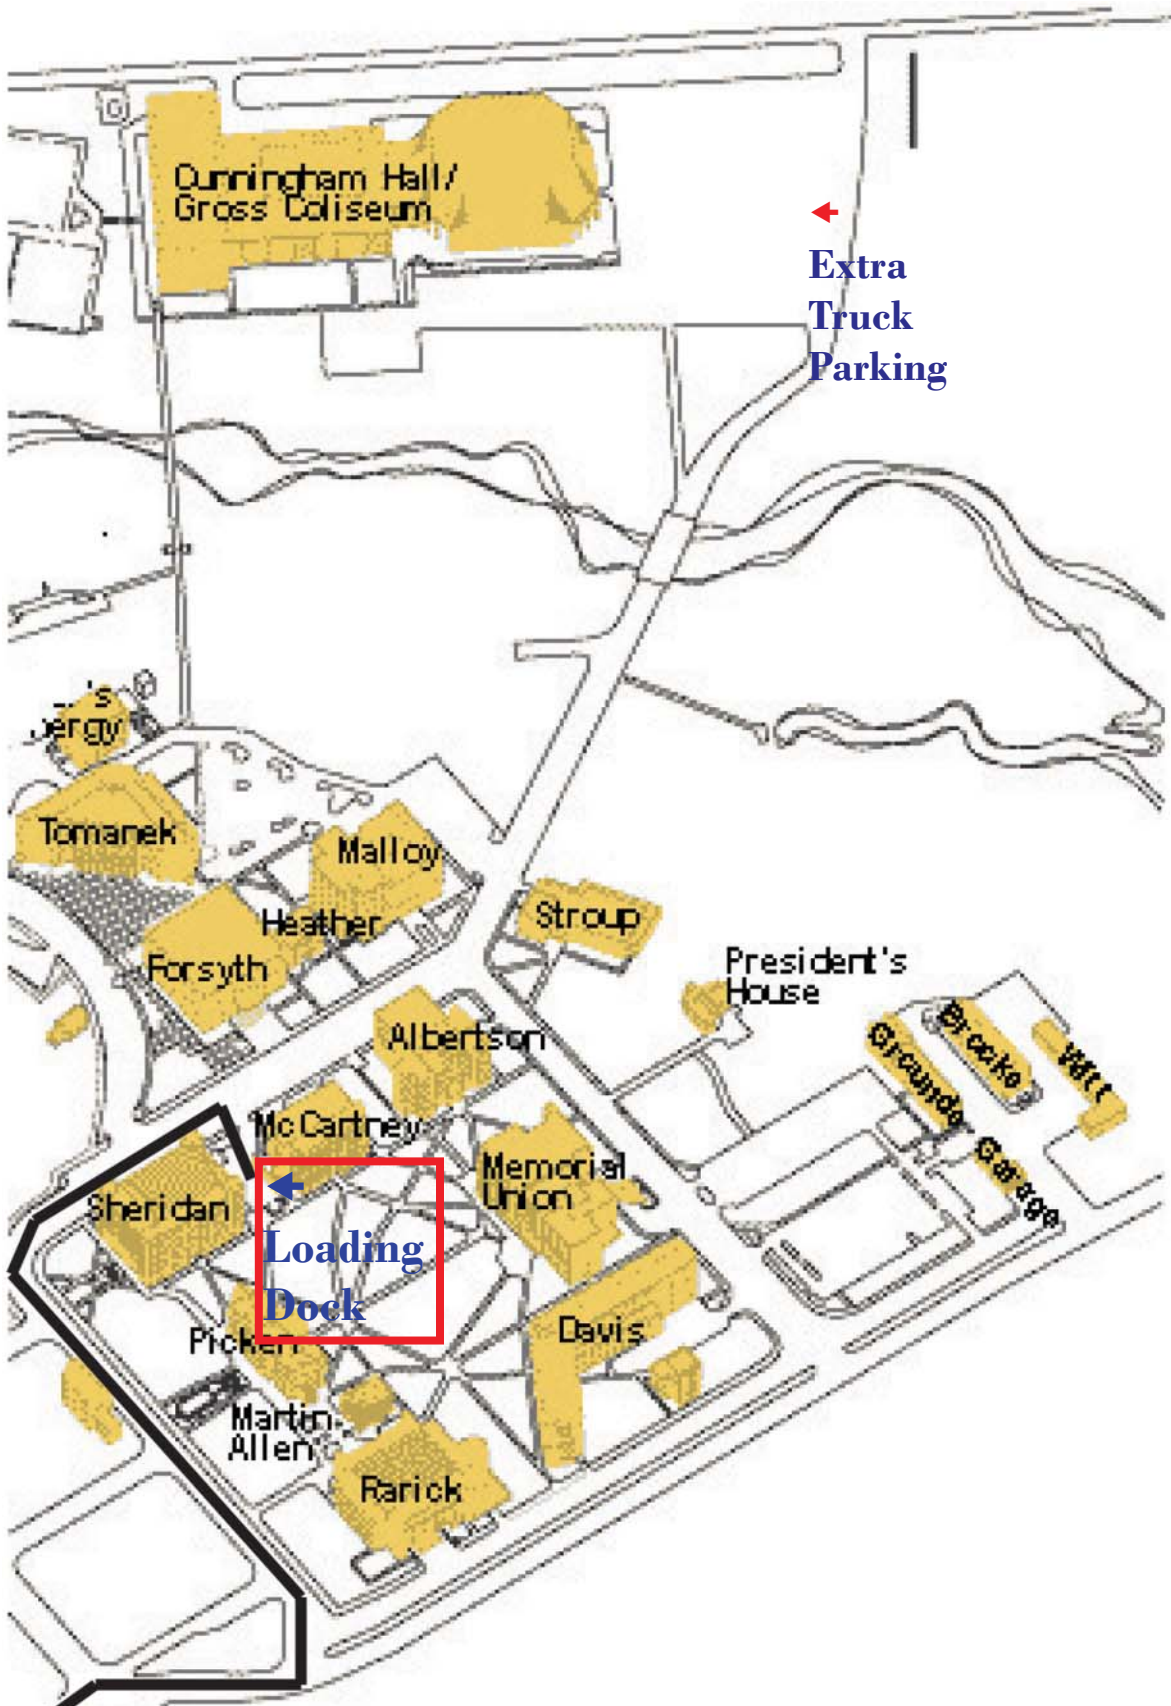 Cunningham Hall/
Gross Coliseum
Extra
Truck
Parking
Tomanek
Malloy
Heather
Forsyth
Stroup
President's
House
Albertson
Grounds
Brooks
Witt
Garage
McCartney
Memorial
Union
Sheridan
Loading
Dock
Picken
Davis
Martin
Allen
Rarick